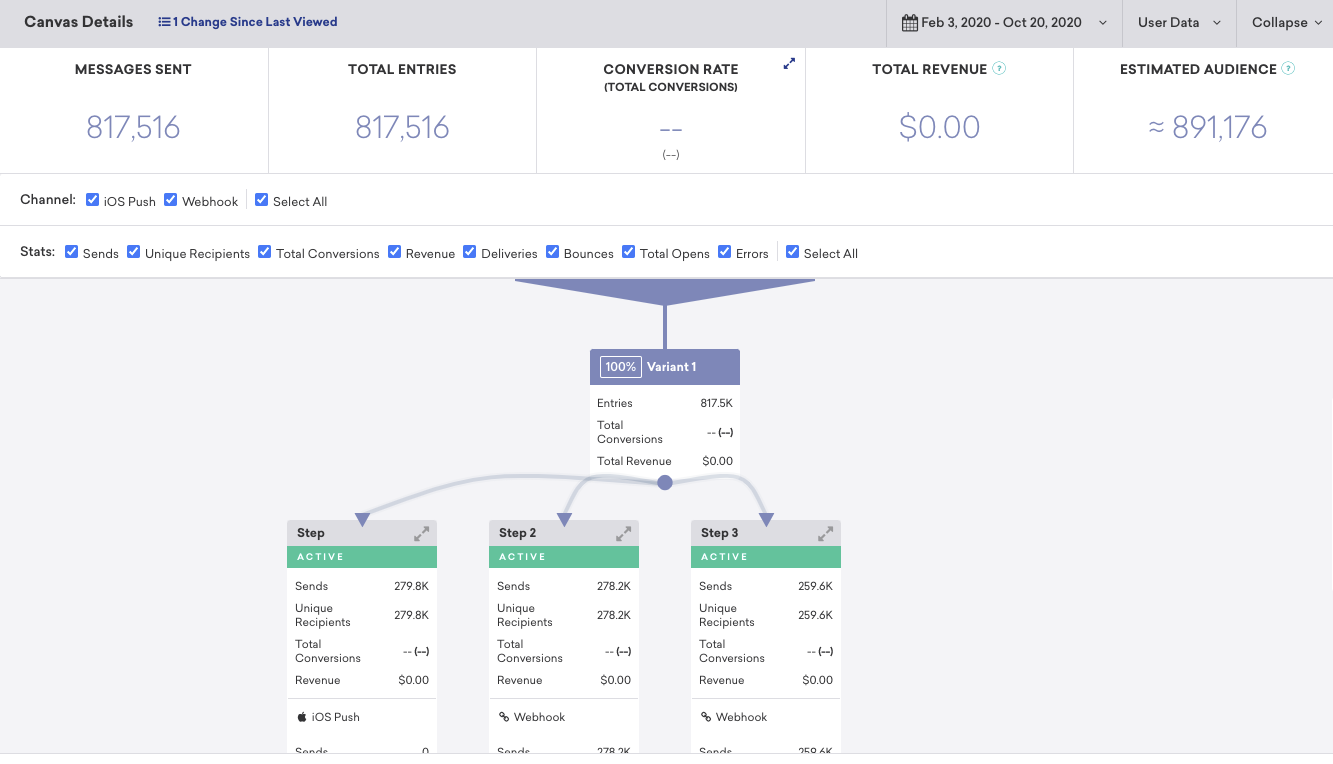 Canvas Details
1 Change Since Last Viewed
Feb 3, 2020 - Oct 20, 2020
User Data
Collapse
MESSAGES SENT
817,516
TOTAL ENTRIES
817,516
CONVERSION RATE
(TOTAL CONVERSIONS)
--
(--)
TOTAL REVENUE ?
$0.00
ESTIMATED AUDIENCE ?
≈ 891,176
Channel: iOS Push Webhook Select All
Stats: Sends Unique Recipients Total Conversions Revenue Deliveries Bounces Total Opens Errors Select All
100% Variant 1
Entries 817.5K
Total
Conversions -- (--)
Total Revenue $0.00
Step
ACTIVE
Sends 279.8K
Unique
Recipients 279.8K
Total
Conversions -- (--)
Revenue $0.00
iOS Push
Sends 0
Step 2
ACTIVE
Sends 278.2K
Unique
Recipients 278.2K
Total
Conversions -- (--)
Revenue $0.00
Webhook
Sends 278.2K
Step 3
ACTIVE
Sends 259.6K
Unique
Recipients 259.6K
Total
Conversions -- (--)
Revenue $0.00
Webhook
Sends 259.6K